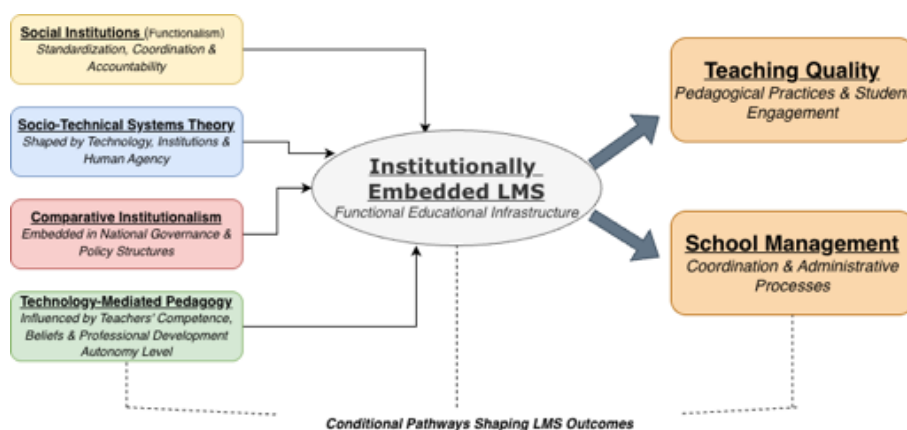 Social Institutions (Functionalism)
Standardization, Coordination &
Accountability
Socio-Technical Systems Theory
Shaped by Technology, Institutions &
Human Agency
Comparative Institutionalism
Embedded in National Governance &
Policy Structures
Technology-Mediated Pedagogy
Influenced by Teachers' Competence,
Beliefs & Professional Development
Autonomy Level
Institutionally
Embedded LMS
Functional Educational Infrastructure
Teaching Quality
Pedagogical Practices & Student
Engagement
School Management
Coordination & Administrative
Processes
Conditional Pathways Shaping LMS Outcomes